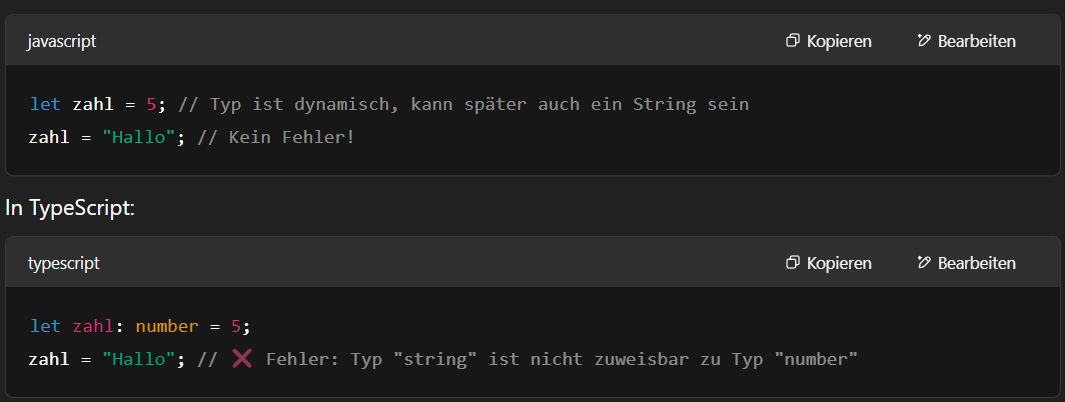 javascript Kopieren Bearbeiten
let zahl = 5; // Typ ist dynamisch, kann später auch ein String sein
zahl = "Hallo"; // Kein Fehler!
In TypeScript:
typescript Kopieren Bearbeiten
let zahl: number = 5;
zahl = "Hallo"; // ❌ Fehler: Typ "string" ist nicht zuweisbar zu Typ "number"